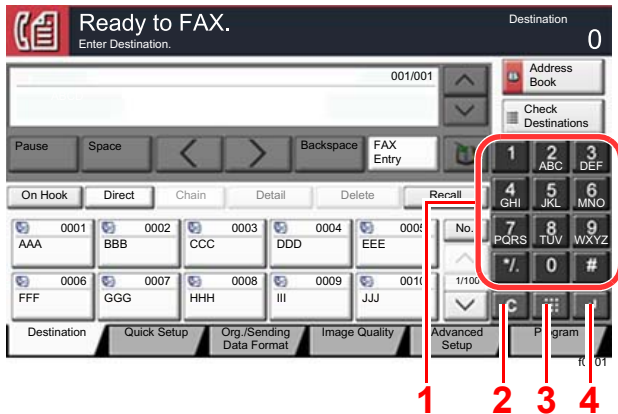 Ready to FAX.
Enter Destination.
Destination
0
001/001
Address
Book
Check
Destinations
Pause
Space
Backspace
FAX
Entry
1
2
ABC
3
DEF
On Hook
Direct
Chain
Detail
Delete
Recall
4
GHI
5
JKL
6
MNO
0001
AAA
0002
BBB
0003
CCC
0004
DDD
0005
EEE
No.
7
PQRS
8
TUV
9
WXYZ
*/.
0
#
0006
FFF
0007
GGG
0008
HHH
0009
III
0010
JJJ
1/100
C
Destination
Quick Setup
Org./Sending
Data Format
Image Quality
Advanced
Setup
Program
1
2
3
4